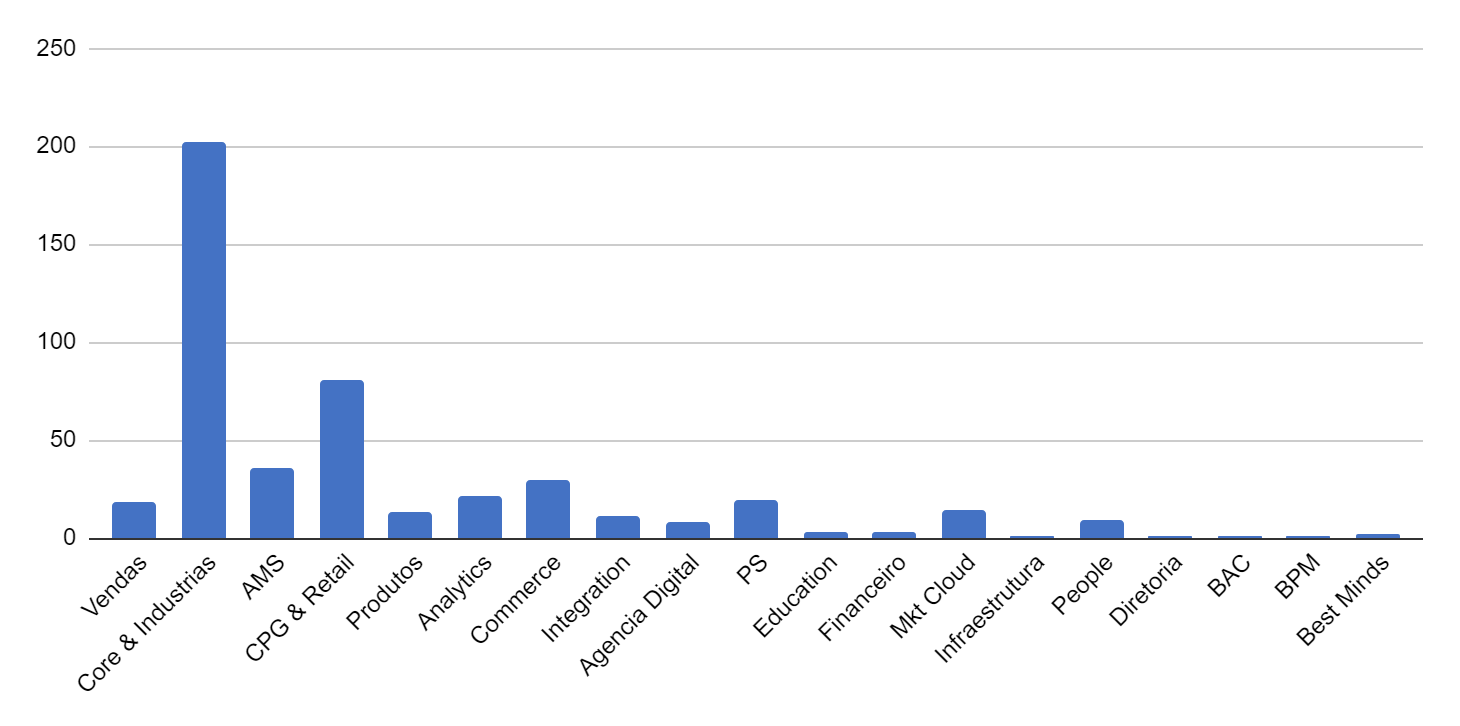 250
200
150
100
50
0
Vendas
Core & Industrias
AMS
CPG & Retail
Produtos
Analytics
Commerce
Integration
Agencia Digital
PS
Education
Financeiro
Mkt Cloud
Infraestrutura
People
Diretoria
BAC
BPM
Best Minds